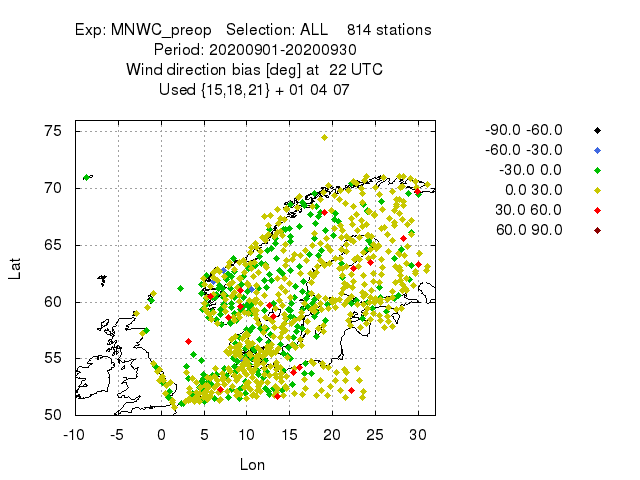 Exp: MNWC_preop   Selection: ALL    814 stations
Period: 20200901-20200930
Wind direction bias [deg] at  22 UTC
Used {15,18,21} + 01 04 07
-90.0 -60.0
-60.0 -30.0
-30.0 0.0
0.0 30.0
30.0 60.0
60.0 90.0
75
70
65
60
55
50
Lat
-10 -5 0 5 10 15 20 25 30
Lon